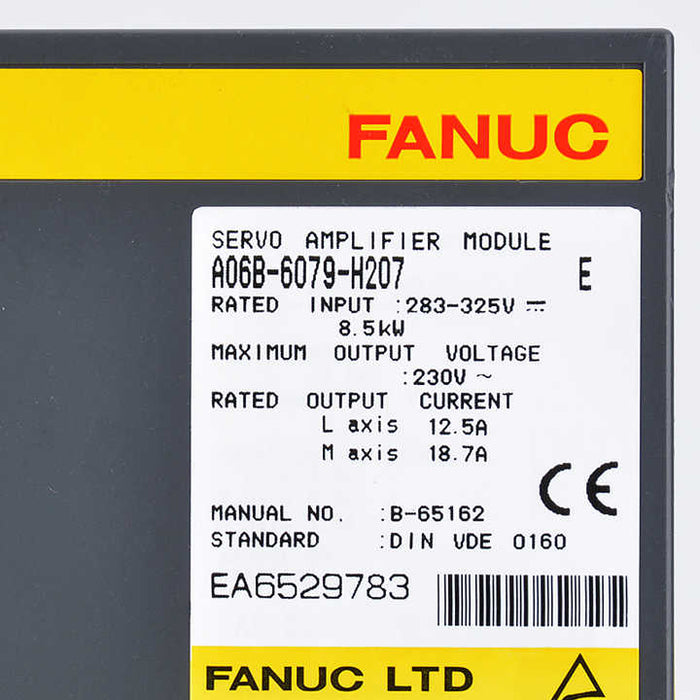 FANUC
SERVO AMPLIFIER MODULE
A06B-6079-H207 E
RATED INPUT :283-325V ⎓
8.5kW
MAXIMUM OUTPUT VOLTAGE
:230V ~
RATED OUTPUT CURRENT
L axis 12.5A
M axis 18.7A
CE
MANUAL NO. :B-65162
STANDARD :DIN VDE 0160
EA6529783
FANUC LTD